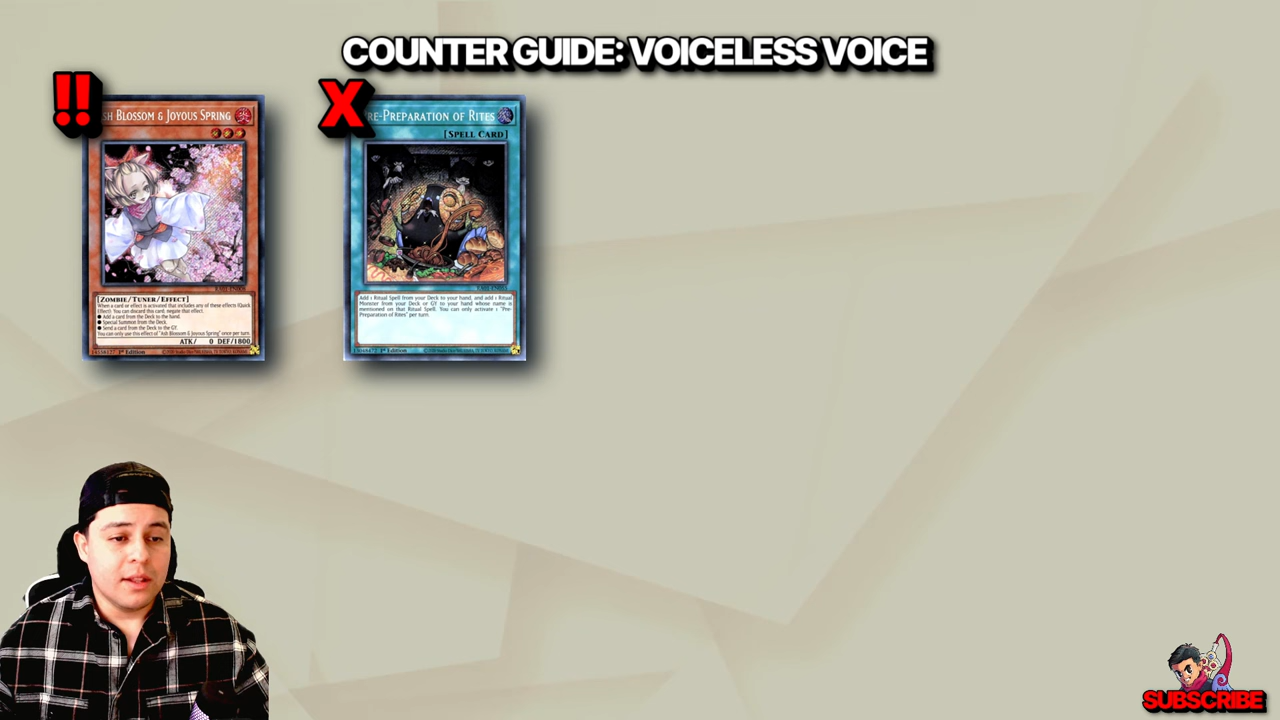 COUNTER GUIDE: VOICELESS VOICE
!!
X
SH BLOSSOM & JOYOUS SPRING
RE-PREPARATION OF RITES
[SPELL CARD]
[ZOMBIE/TUNER/EFFECT]
When a card or effect is activated that includes any of these effects (Quick
Effect): You can discard this card; negate that effect.
● Add a card from the Deck to the hand.
● Special Summon from the Deck.
● Send a card from the Deck to the GY.
You can only use this effect of "Ash Blossom & Joyous Spring" once per turn.
ATK/ 0 DEF/1800
1st Edition
Add 1 Ritual Spell from your Deck to your hand, and add 1 Ritual
Monster from your Deck or GY to your hand whose name is
mentioned on that Ritual Spell. You can only activate 1 "Pre-
Preparation of Rites" per turn.
1st Edition
SUBSCRIBE